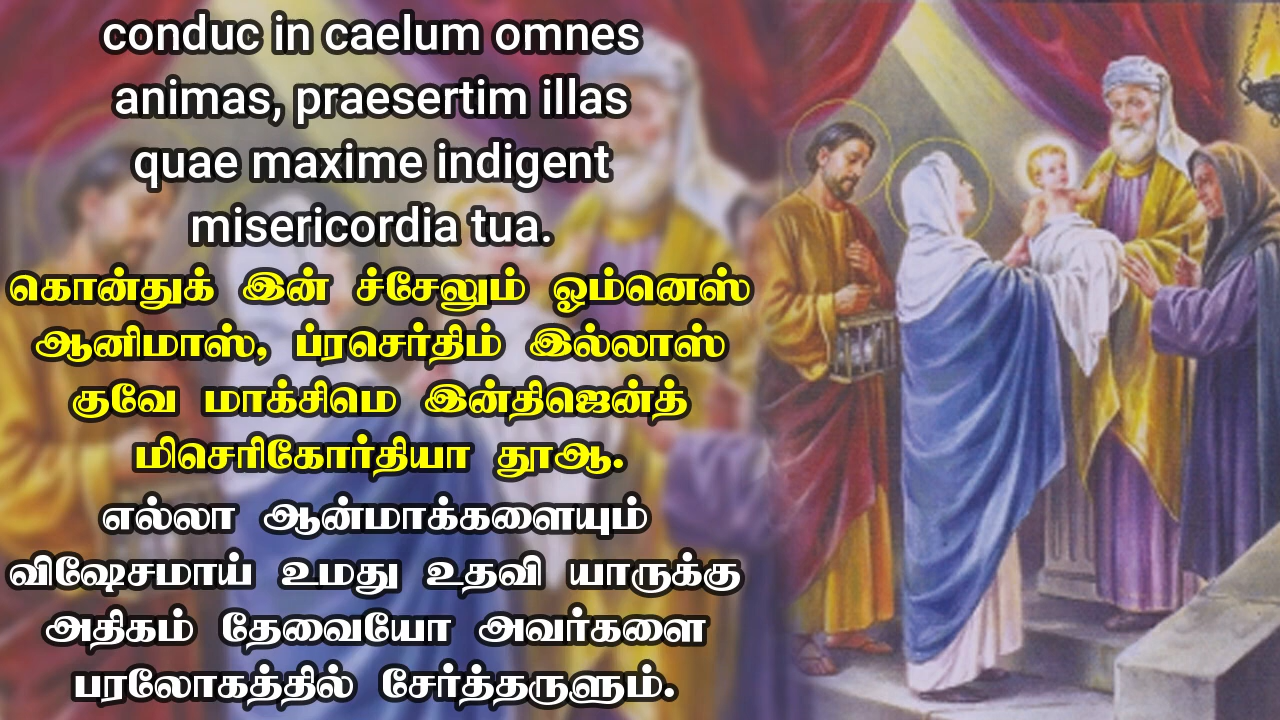 conduc in caelum omnes
animas, praesertim illas
quae maxime indigent
misericordia tua.
கொன்துக் இன் ச்சேலும் ஓம்னெஸ்
ஆனிமாஸ், ப்ரசெர்திம் இல்லாஸ்
குவே மாக்சிமெ இன்திஜென்த்
மிசெரிகோர்தியா தூஆ.
எல்லா ஆன்மாக்களையும்
விஷேசமாய் உமது உதவி யாருக்கு
அதிகம் தேவையோ அவர்களை
பரலோகத்தில் சேர்த்தருளும்.